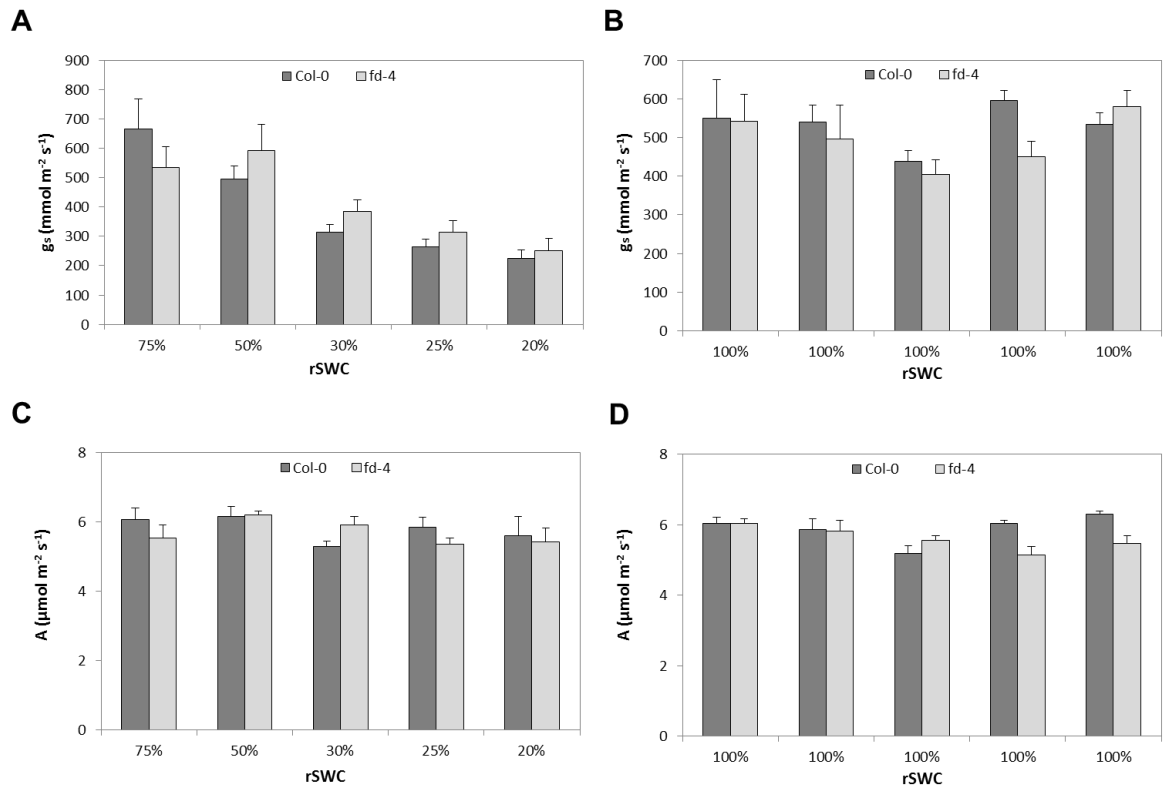 A
900
800
700
600
500
400
300
200
100
0
gs (mmol m⁻² s⁻¹)
Col-0 fd-4
75% 50% 30% 25% 20%
rSWC
B
700
600
500
400
300
200
100
0
gs (mmol m⁻² s⁻¹)
Col-0 fd-4
100% 100% 100% 100% 100%
rSWC
C
8
6
4
2
0
A (µmol m⁻² s⁻¹)
Col-0 fd-4
75% 50% 30% 25% 20%
rSWC
D
8
6
4
2
0
A (µmol m⁻² s⁻¹)
Col-0 fd-4
100% 100% 100% 100% 100%
rSWC